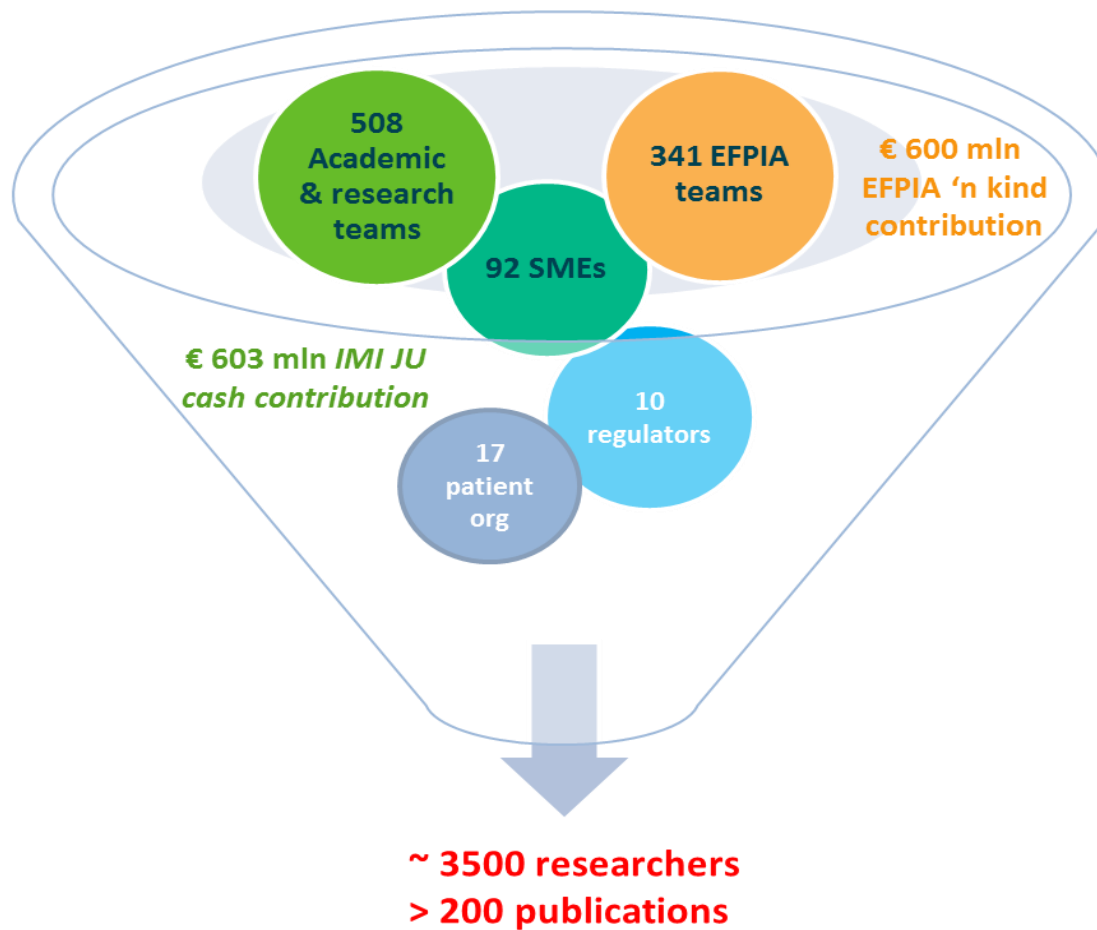 508
Academic
& research
teams
341 EFPIA
teams
€ 600 mln
EFPIA ‘n kind
contribution
92 SMEs
€ 603 mln IMI JU
cash contribution
10
regulators
17
patient
org
~ 3500 researchers
> 200 publications